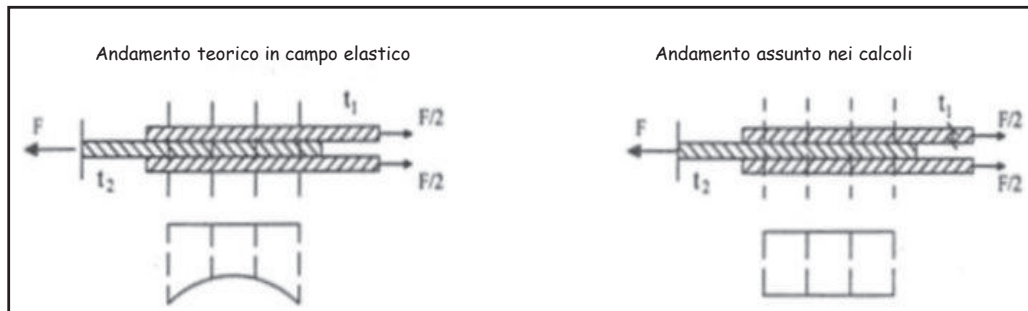 Andamento teorico in campo elastico
t₁
F
F/2
t₂
F/2
Andamento assunto nei calcoli
t₁
F
F/2
t₂
F/2